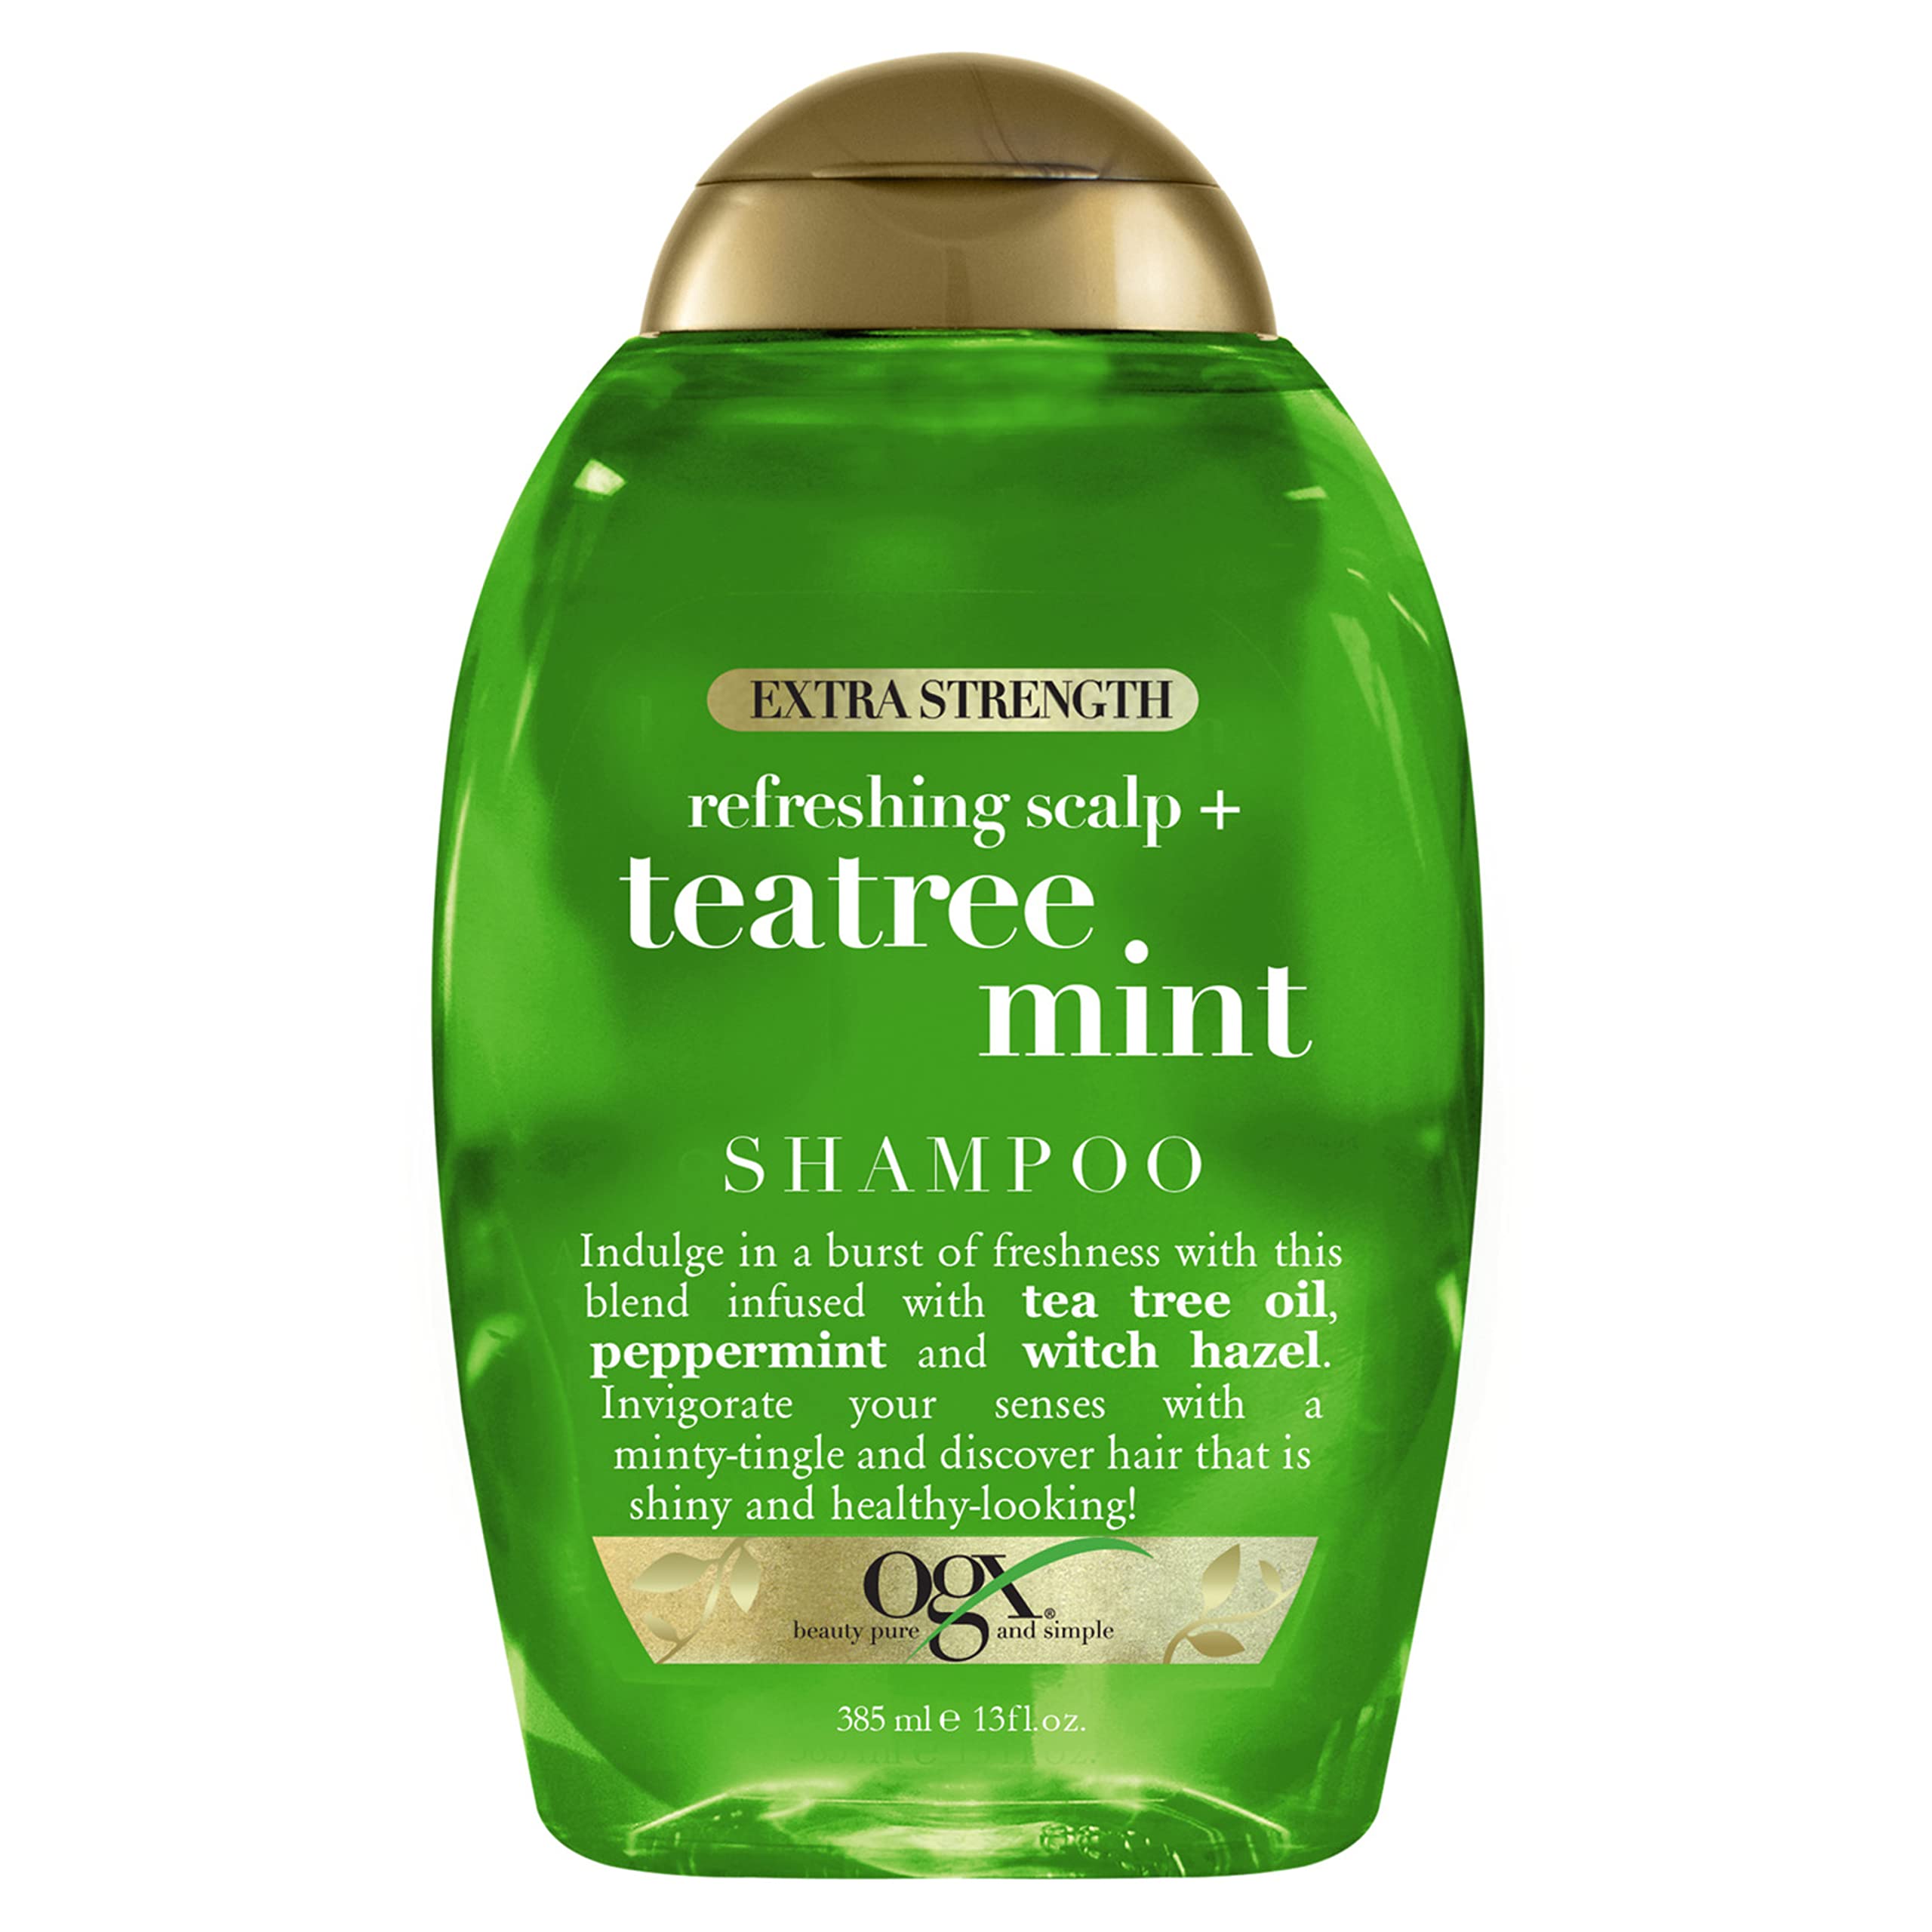 EXTRA STRENGTH
refreshing scalp +
teatree
mint
SHAMPOO
Indulge in a burst of freshness with this
blend infused with tea tree oil,
peppermint and witch hazel.
Invigorate your senses with a
minty-tingle and discover hair that is
shiny and healthy-looking!
ogx®
beauty pure and simple
385 ml e 13fl.oz.